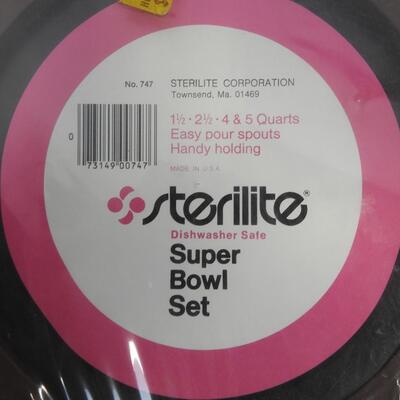 No. 747
STERILITE CORPORATION
Townsend, Ma. 01469
1½ · 2½ · 4 & 5 Quarts
Easy pour spouts
Handy holding
MADE IN U.S.A.
0
73149 00747
sterilite®
Dishwasher Safe
Super
Bowl
Set